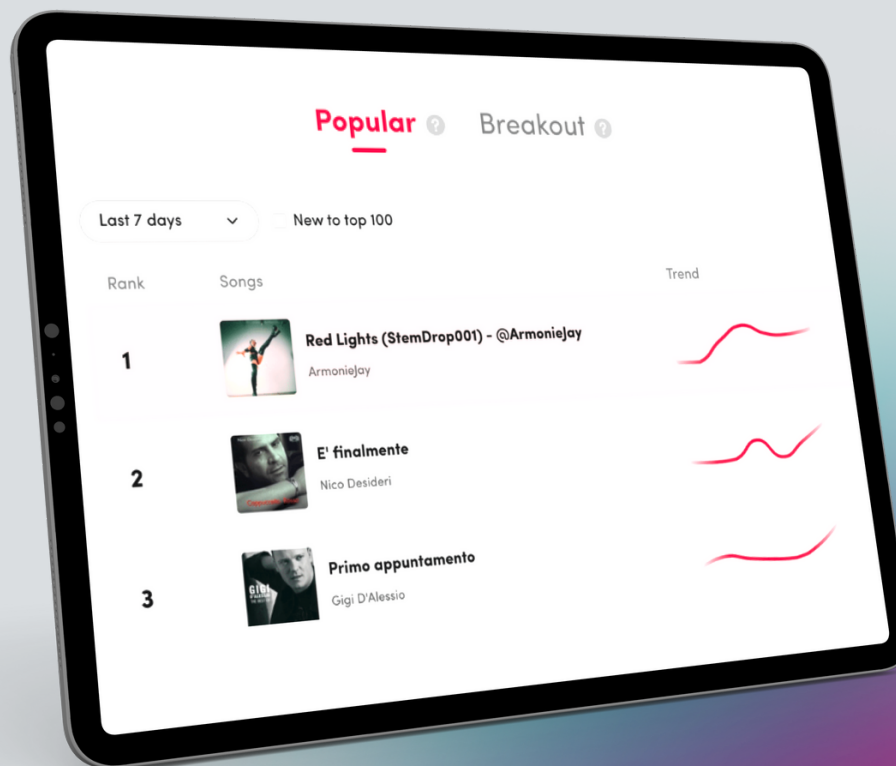 Popular ?
Breakout ?
Last 7 days
New to top 100
Rank
Songs
Trend
1
Red Lights (StemDrop001) - @ArmonieJay
ArmonieJay
2
E' finalmente
Nico Desideri
3
GIGI
Primo appuntamento
Gigi D'Alessio